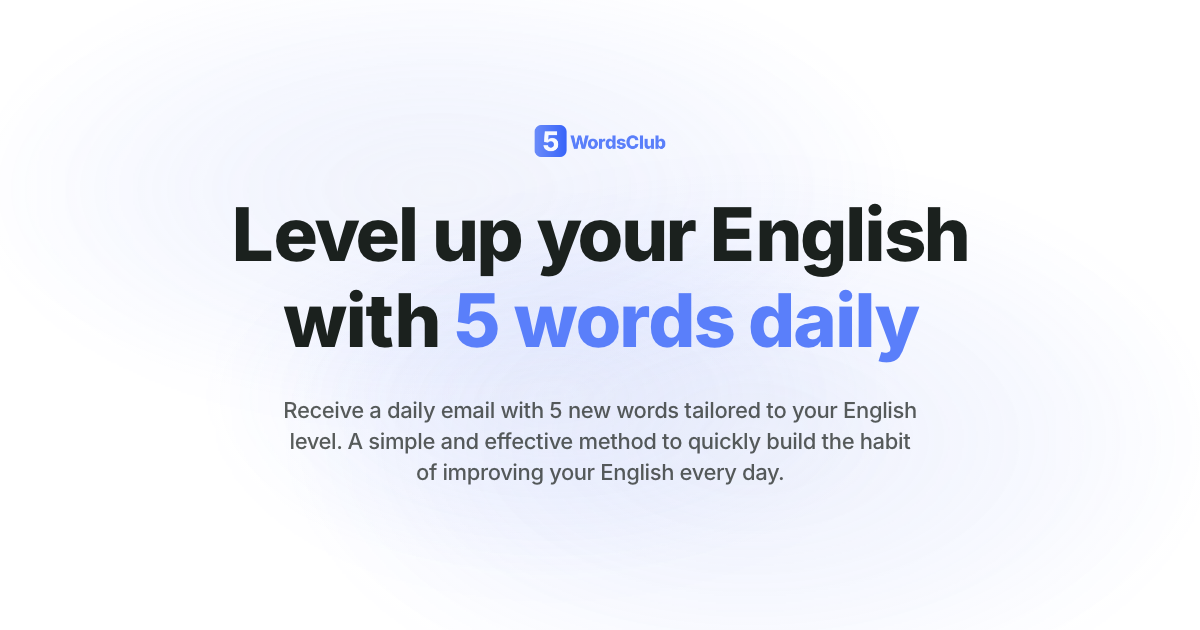 5 WordsClub
Level up your English
with 5 words daily
Receive a daily email with 5 new words tailored to your English
level. A simple and effective method to quickly build the habit
of improving your English every day.